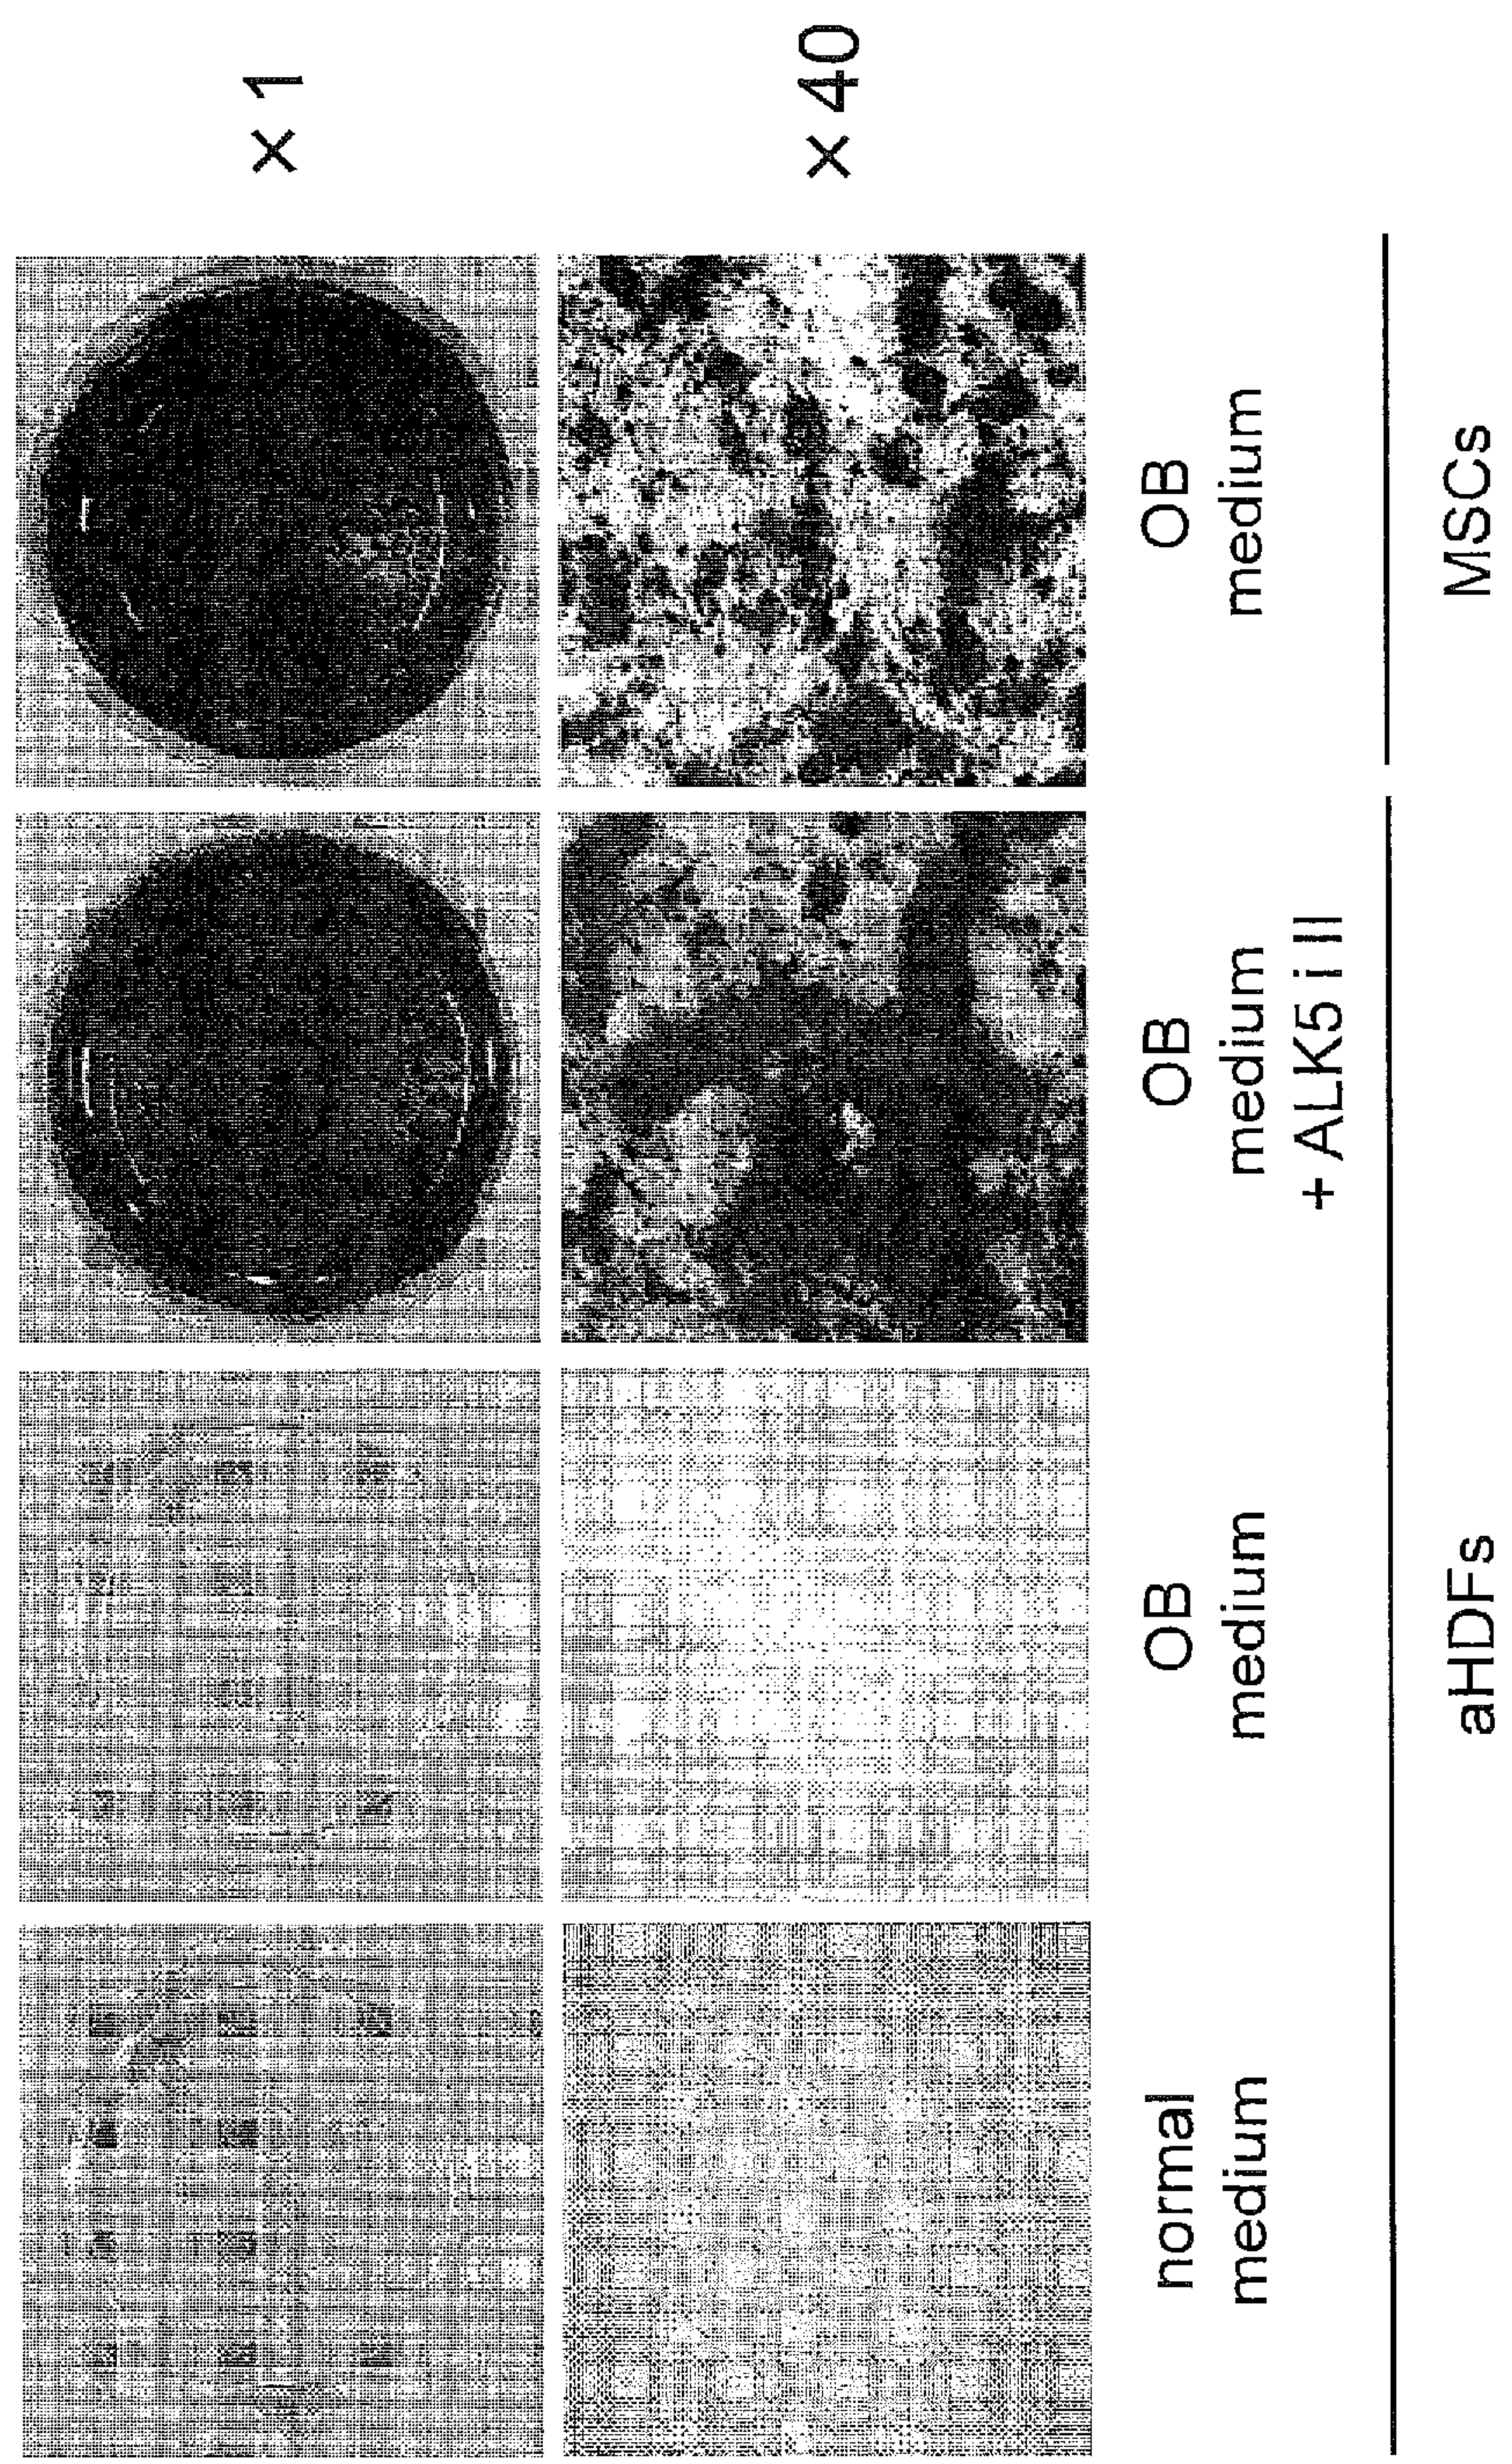 × 1
× 40
normal
medium
OB
medium
OB
medium
+ ALK5 i II
OB
medium
aHDFs
MSCs